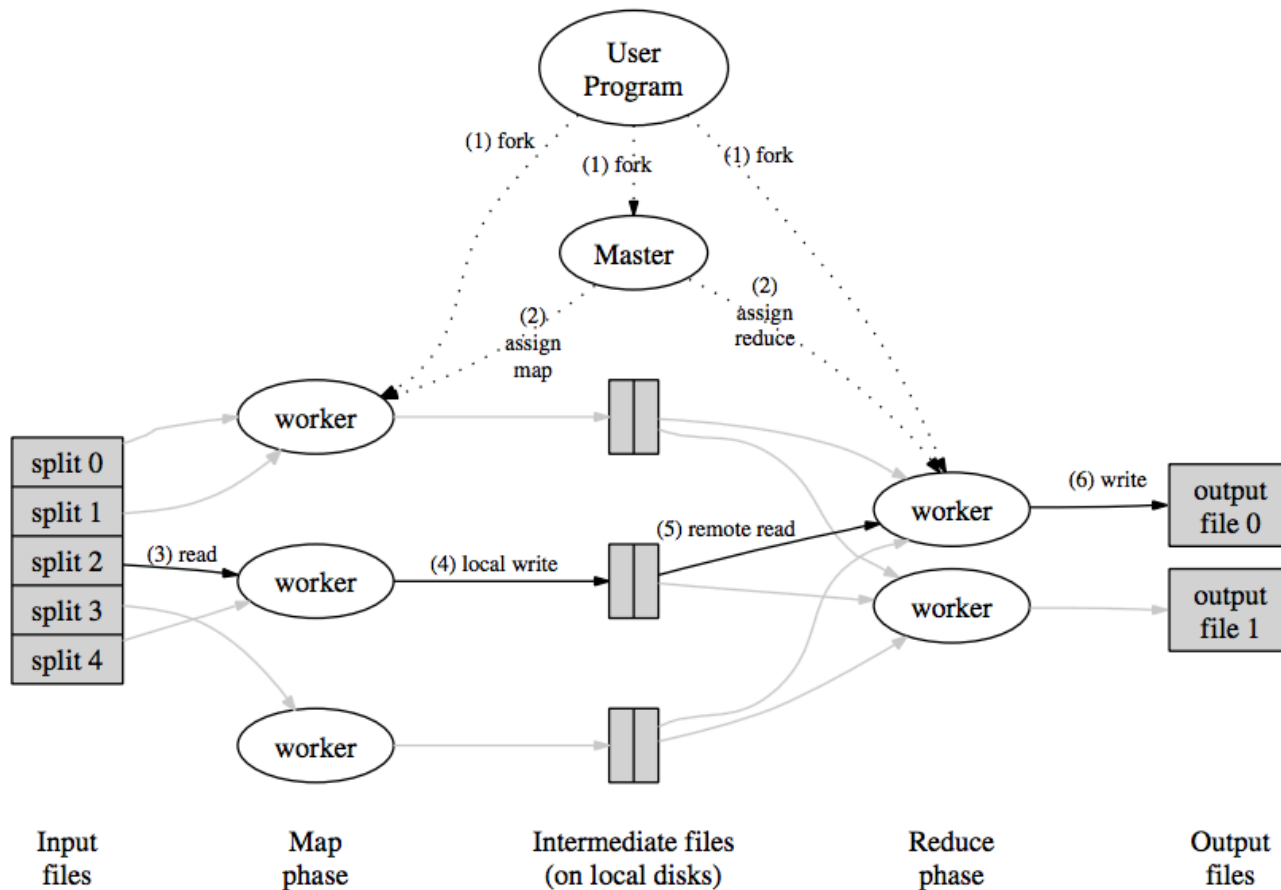 User
Program
(1) fork
(1) fork
(1) fork
Master
(2)
assign
map
(2)
assign
reduce
worker
split 0
split 1
split 2
split 3
split 4
(3) read
worker
(4) local write
(5) remote read
worker
(6) write
output
file 0
worker
output
file 1
worker
Input
files
Map
phase
Intermediate files
(on local disks)
Reduce
phase
Output
files